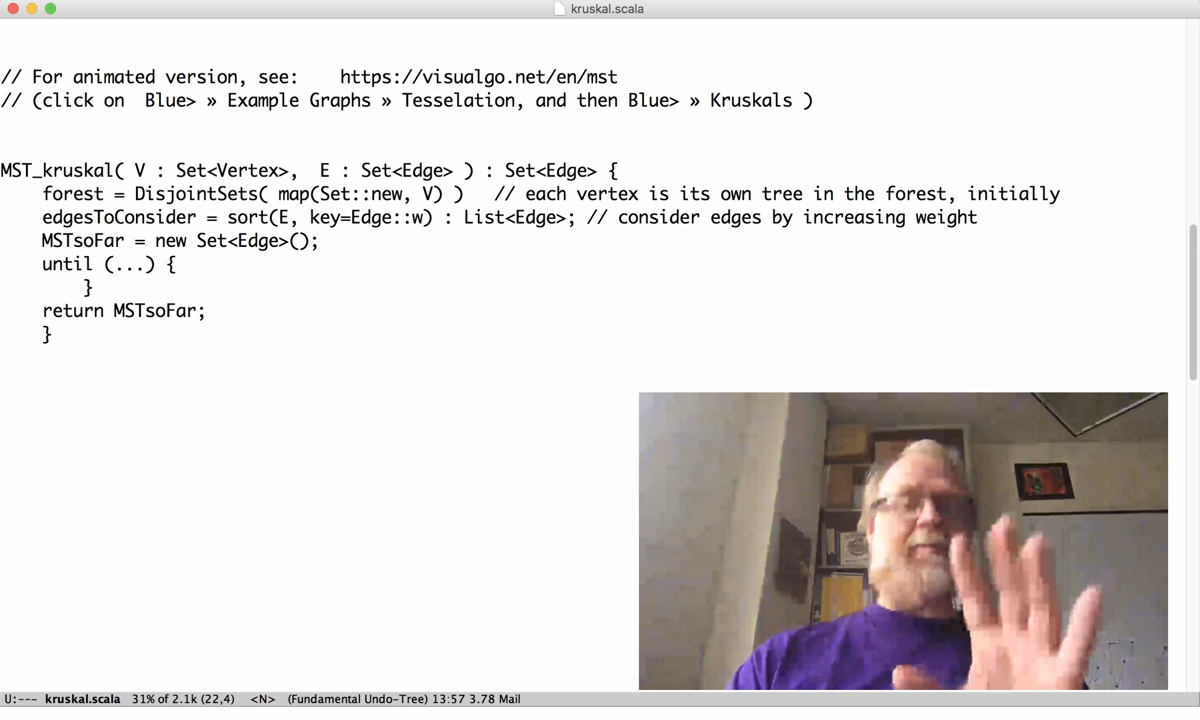 kruskal.scala
// For animated version, see:    https://visualgo.net/en/mst
// (click on  Blue> » Example Graphs » Tesselation, and then Blue> » Kruskals )
MST_kruskal( V : Set<Vertex>,  E : Set<Edge> ) : Set<Edge> {
    forest = DisjointSets( map(Set::new, V) )   // each vertex is its own tree in the forest, initially
    edgesToConsider = sort(E, key=Edge::w) : List<Edge>; // consider edges by increasing weight
    MSTsoFar = new Set<Edge>();
    until (...) {
        }
    return MSTsoFar;
    }
U:---  kruskal.scala   31% of 2.1k (22,4)   <N>   (Fundamental Undo-Tree) 13:57 3.78 Mail